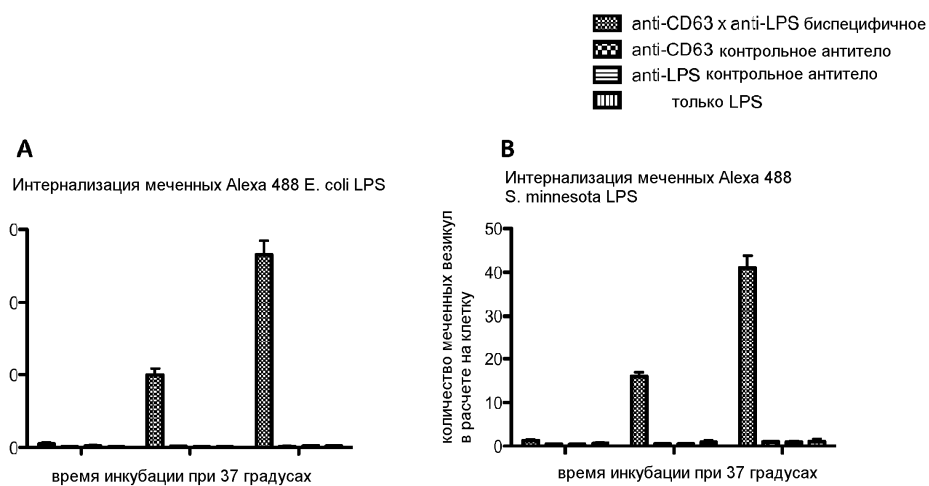 anti-CD63 x anti-LPS биспецифичное
anti-CD63 контрольное антитело
anti-LPS контрольное антитело
только LPS
A
Интернализация меченных Alexa 488 E. coli LPS
0
0
0
0
время инкубации при 37 градусах
B
Интернализация меченных Alexa 488
S. minnesota LPS
количество меченных везикул
в расчете на клетку
50
40
30
20
10
0
время инкубации при 37 градусах